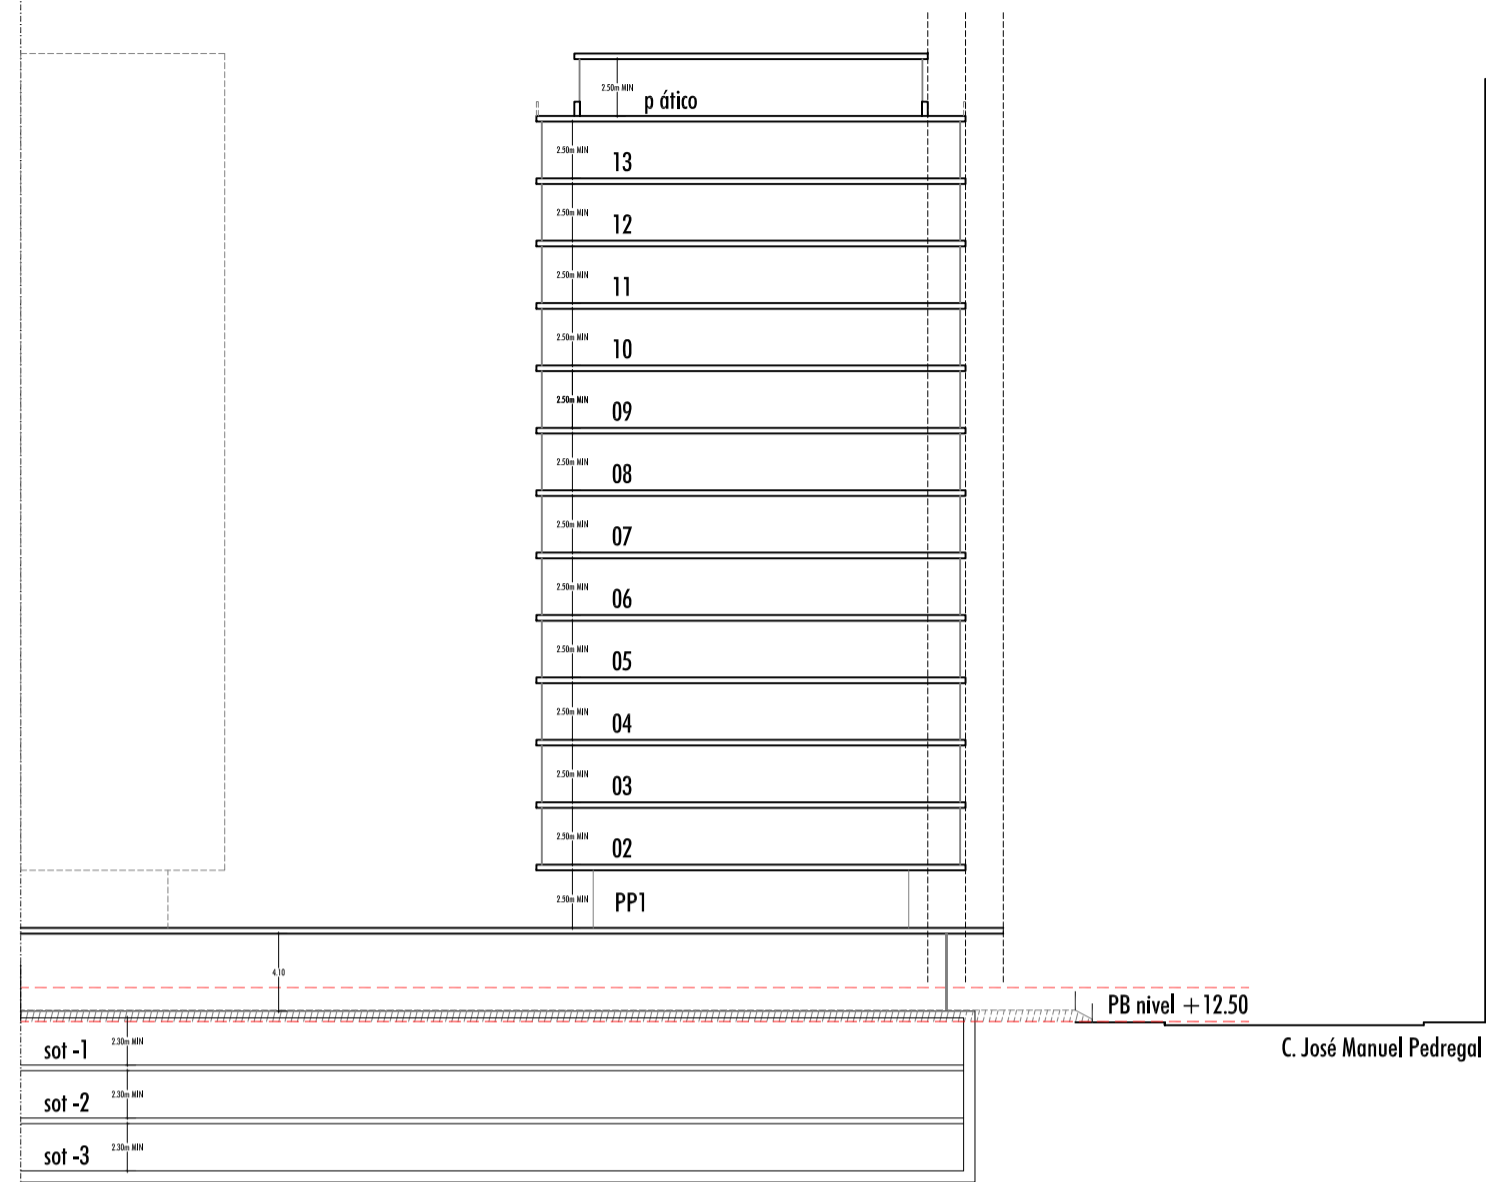 2.50m MIN
p ático
2.50m MIN
13
2.50m MIN
12
2.50m MIN
11
2.50m MIN
10
2.50m MIN
09
2.50m MIN
08
2.50m MIN
07
2.50m MIN
06
2.50m MIN
05
2.50m MIN
04
2.50m MIN
03
2.50m MIN
02
2.50m MIN
PP1
4.10
PB nivel +12.50
C. José Manuel Pedregal
sot -1
2.30m MIN
sot -2
2.30m MIN
sot -3
2.30m MIN